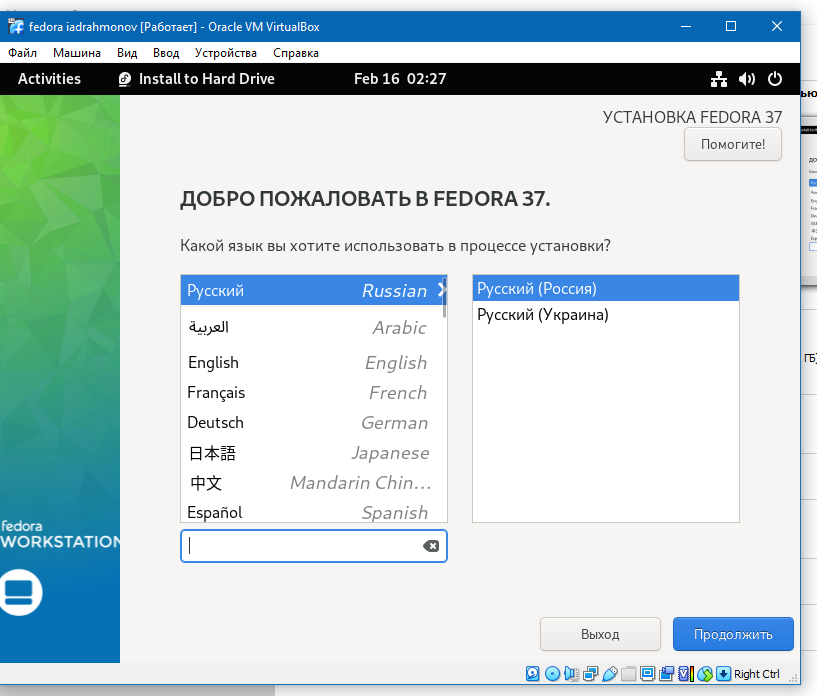 fedora iadrahmonov [Работает] - Oracle VM VirtualBox
Файл Машина Вид Ввод Устройства Справка
Activities Install to Hard Drive Feb 16 02:27
УСТАНОВКА FEDORA 37
Помогите!
ДОБРО ПОЖАЛОВАТЬ В FEDORA 37.
Какой язык вы хотите использовать в процессе установки?
Русский Russian
العربية Arabic
English English
Français French
Deutsch German
日本語 Japanese
中文 Mandarin Chin...
Español Spanish
Русский (Россия)
Русский (Украина)
fedora
WORKSTATION
Выход Продолжить
Right Ctrl